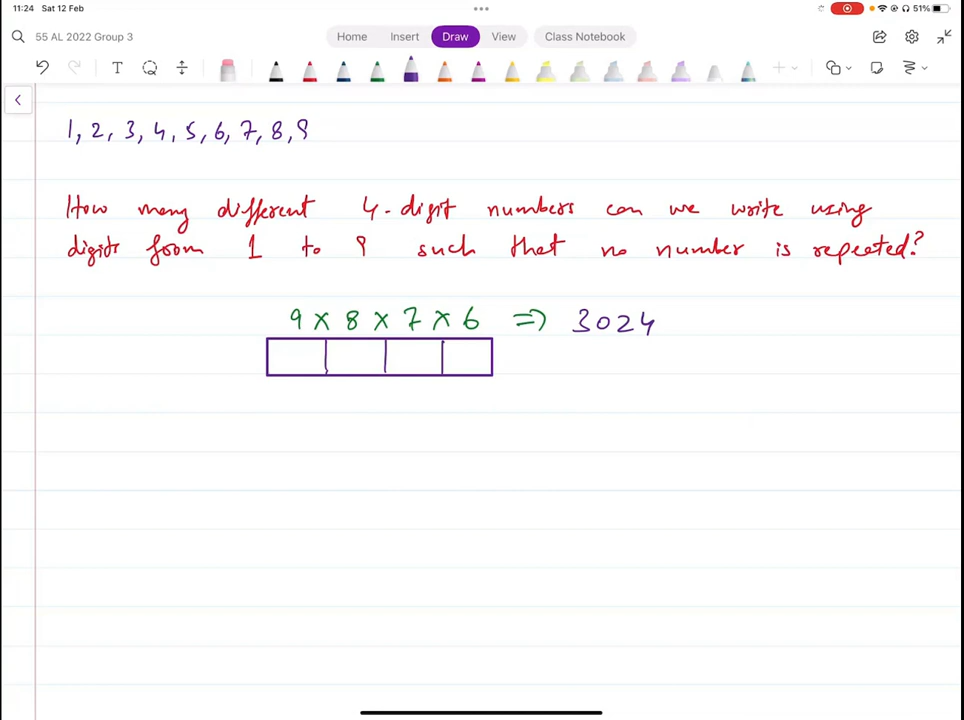 11:24 Sat 12 Feb
51%
55 AL 2022 Group 3
Home Insert Draw View Class Notebook
1, 2, 3, 4, 5, 6, 7, 8, 9
How many different 4-digit numbers can we write using
digits from 1 to 9 such that no number is repeated?
9 × 8 × 7 × 6 => 3024